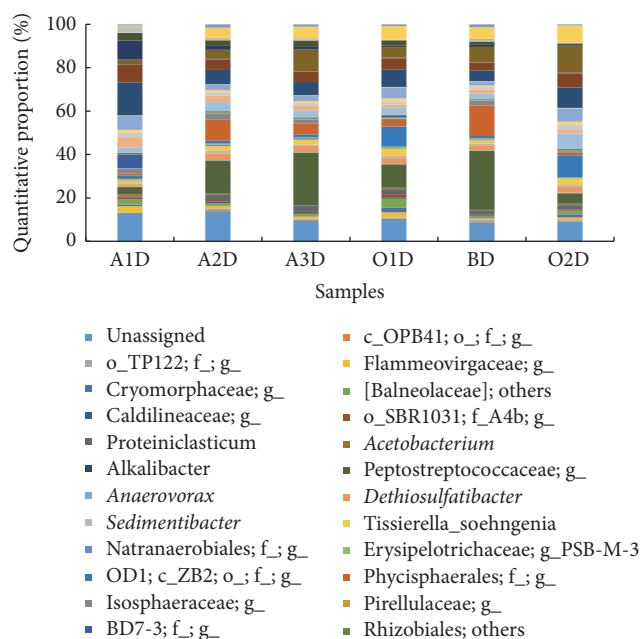 Quantitative proportion (%)
100
80
60
40
20
0
A1D A2D A3D O1D BD O2D
Samples
Unassigned
c_OPB41; o_; f_; g_
o_TP122; f_; g_
Flammeovirgaceae; g_
Cryomorphaceae; g_
[Balneolaceae]; others
Caldilineaceae; g_
o_SBR1031; f_A4b; g_
Proteiniclasticum
Acetobacterium
Alkalibacter
Peptostreptococcaceae; g_
Anaerovorax
Dethiosulfatibacter
Sedimentibacter
Tissierella_soehngenia
Natranaerobiales; f_; g_
Erysipelotrichaceae; g_PSB-M-3
OD1; c_ZB2; o_; f_; g_
Phycisphaerales; f_; g_
Isosphaeraceae; g_
Pirellulaceae; g_
BD7-3; f_; g_
Rhizobiales; others